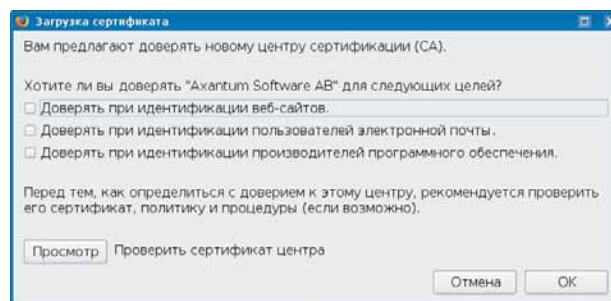 Загрузка сертификата
Вам предлагают доверять новому центру сертификации (CA).
Хотите ли вы доверять "Axantum Software AB" для следующих целей?
Доверять при идентификации веб-сайтов.
Доверять при идентификации пользователей электронной почты.
Доверять при идентификации производителей программного обеспечения.
Перед тем, как определиться с доверием к этому центру, рекомендуется проверить
его сертификат, политику и процедуры (если возможно).
Просмотр Проверить сертификат центра
Отмена OK